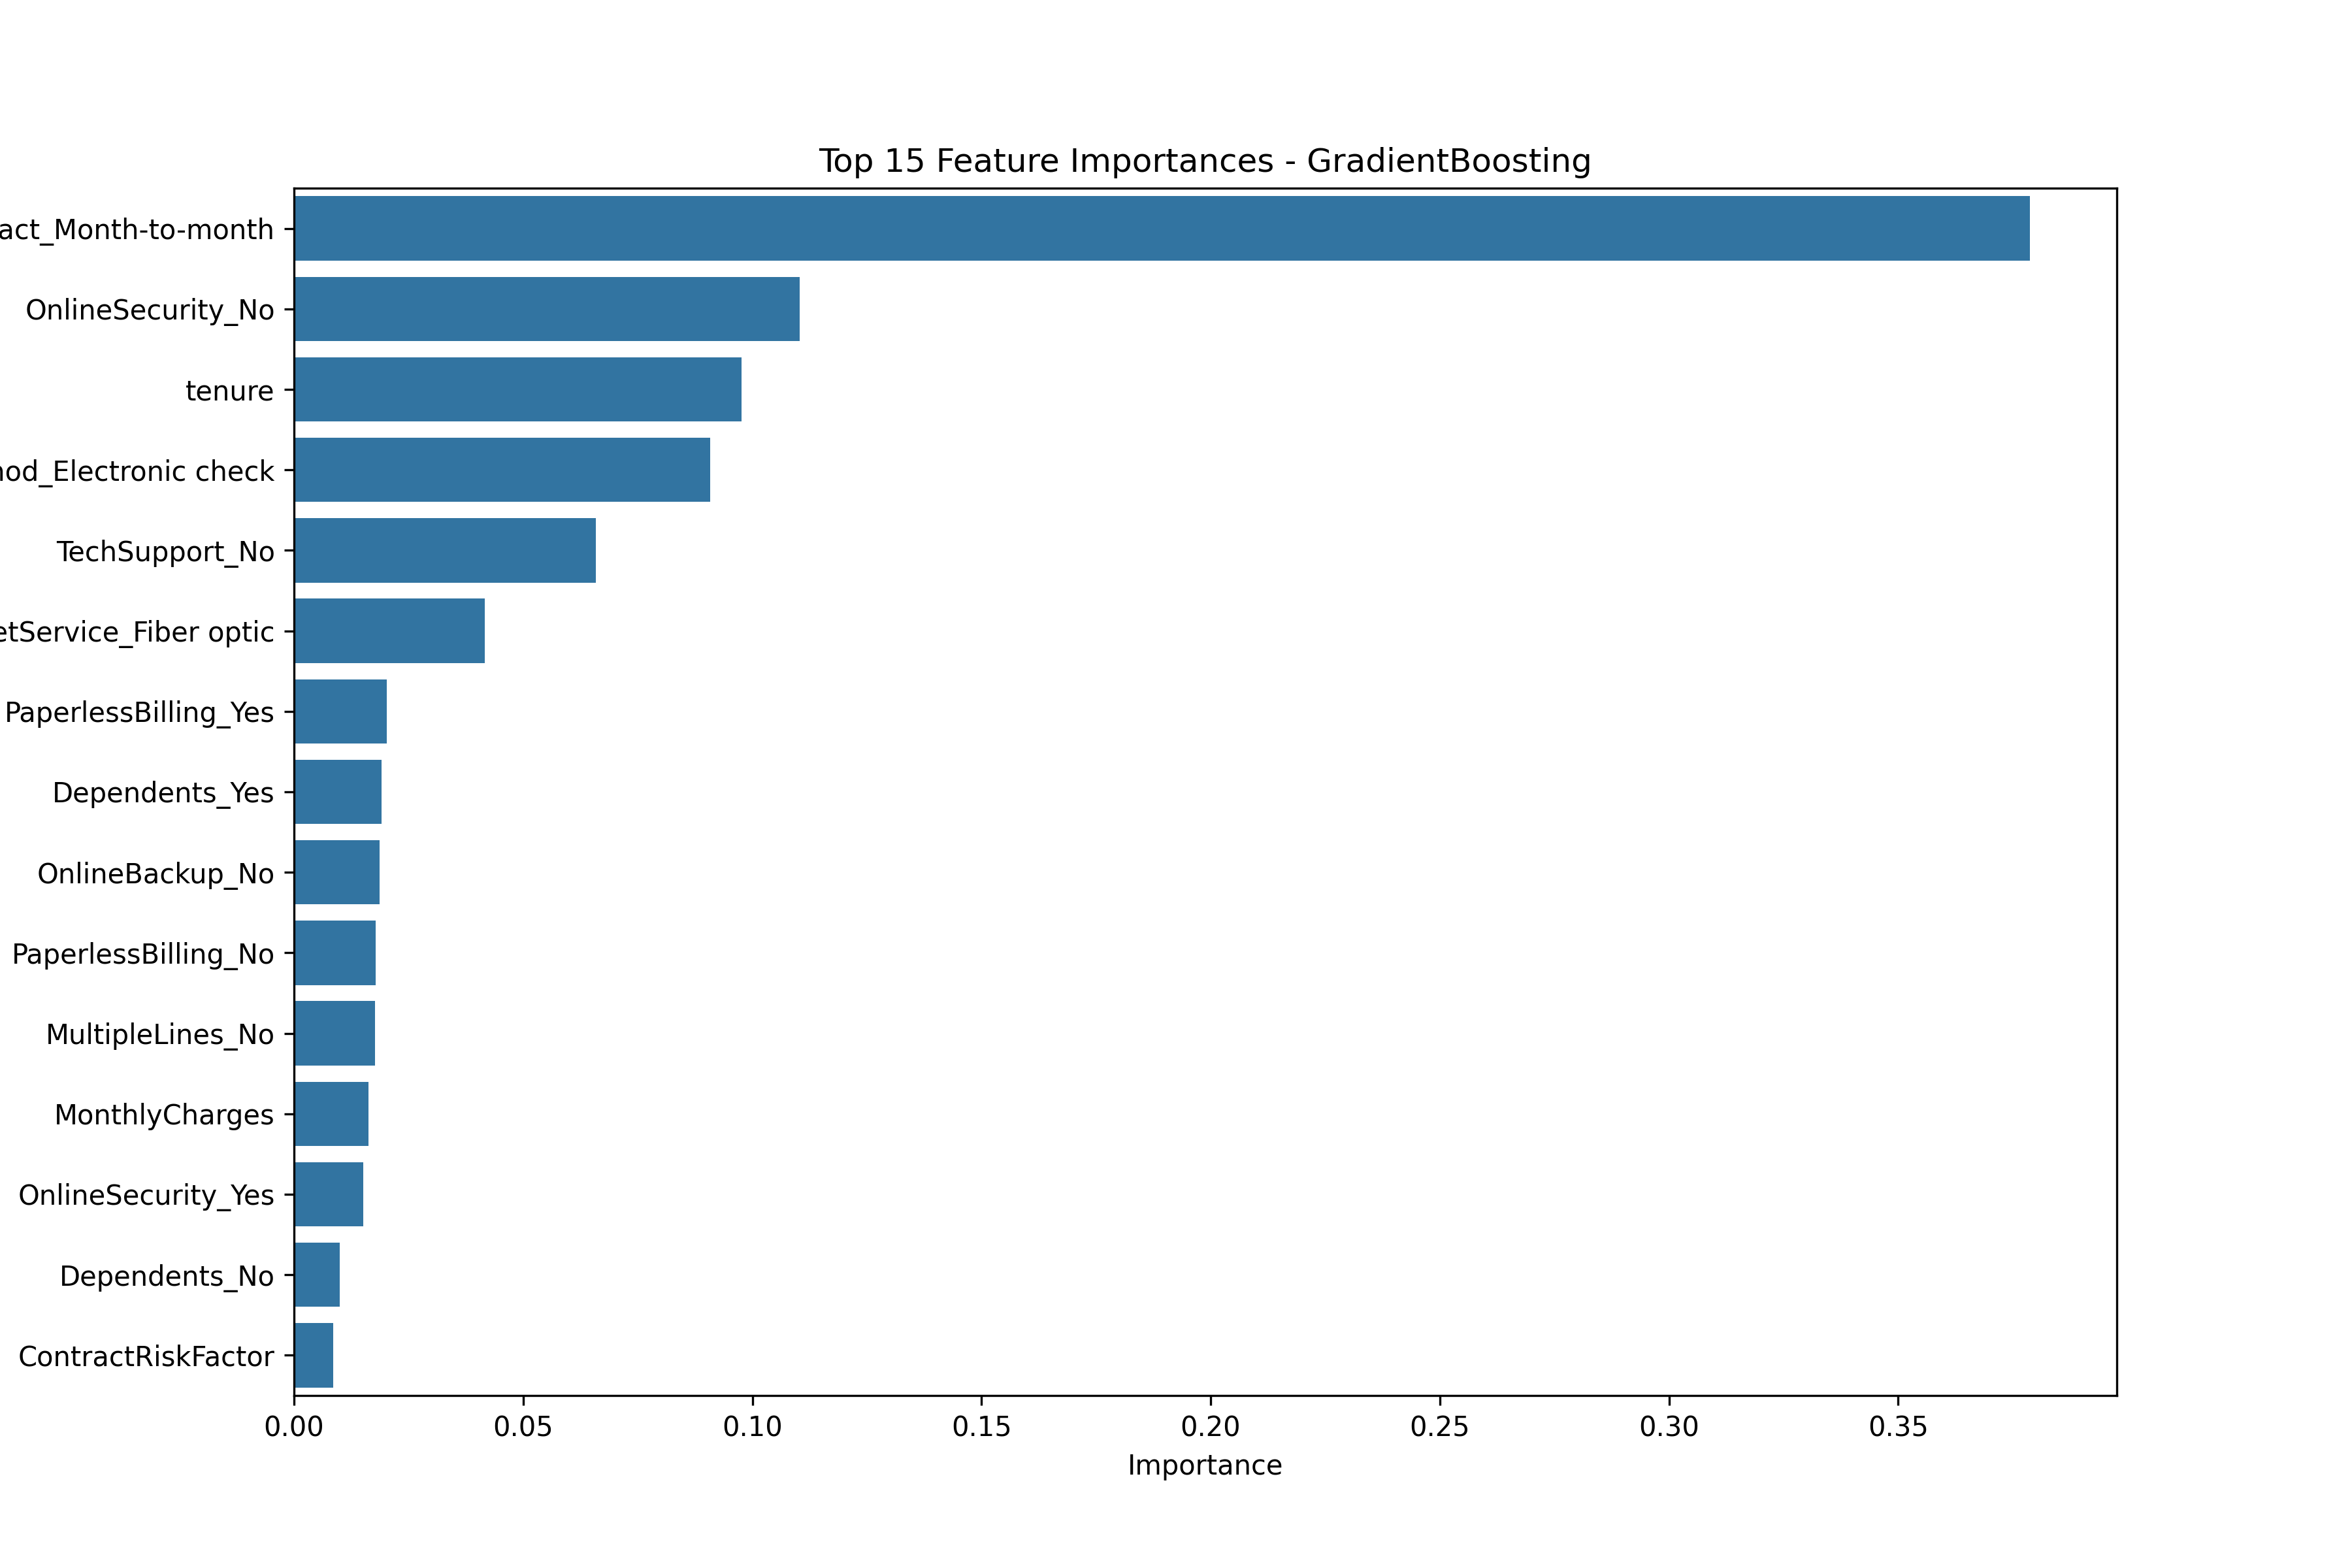 Top 15 Feature Importances - GradientBoosting
act_Month-to-month
OnlineSecurity_No
tenure
od_Electronic check
TechSupport_No
etService_Fiber optic
PaperlessBilling_Yes
Dependents_Yes
OnlineBackup_No
PaperlessBilling_No
MultipleLines_No
MonthlyCharges
OnlineSecurity_Yes
Dependents_No
ContractRiskFactor
0.00 0.05 0.10 0.15 0.20 0.25 0.30 0.35
Importance